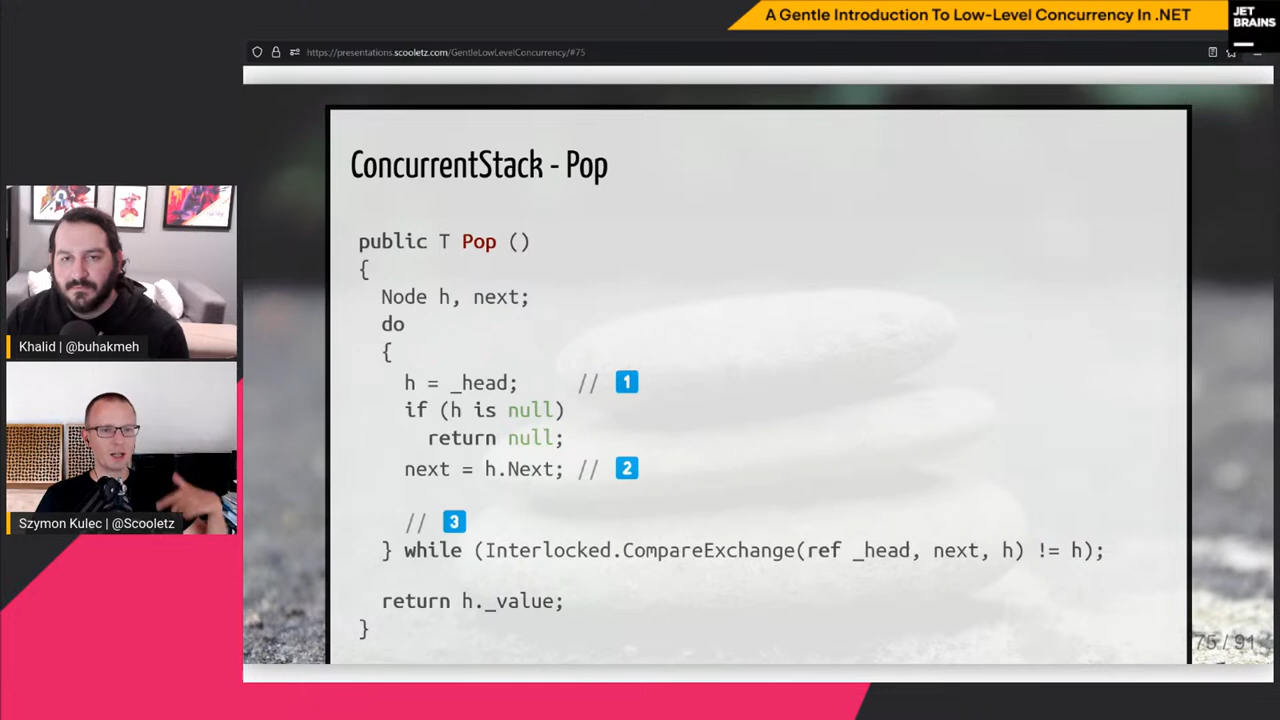 A Gentle Introduction To Low-Level Concurrency In .NET
JET
BRAINS
https://presentations.scooletz.com/GentleLowLevelConcurrency/#75
ConcurrentStack - Pop
public T Pop ()
{
Node h, next;
do
{
h = _head; // 1
if (h is null)
return null;
next = h.Next; // 2
// 3
} while (Interlocked.CompareExchange(ref _head, next, h) != h);
return h._value;
}
75 / 91
Khalid | @buhakmeh
Szymon Kulec | @Scooletz